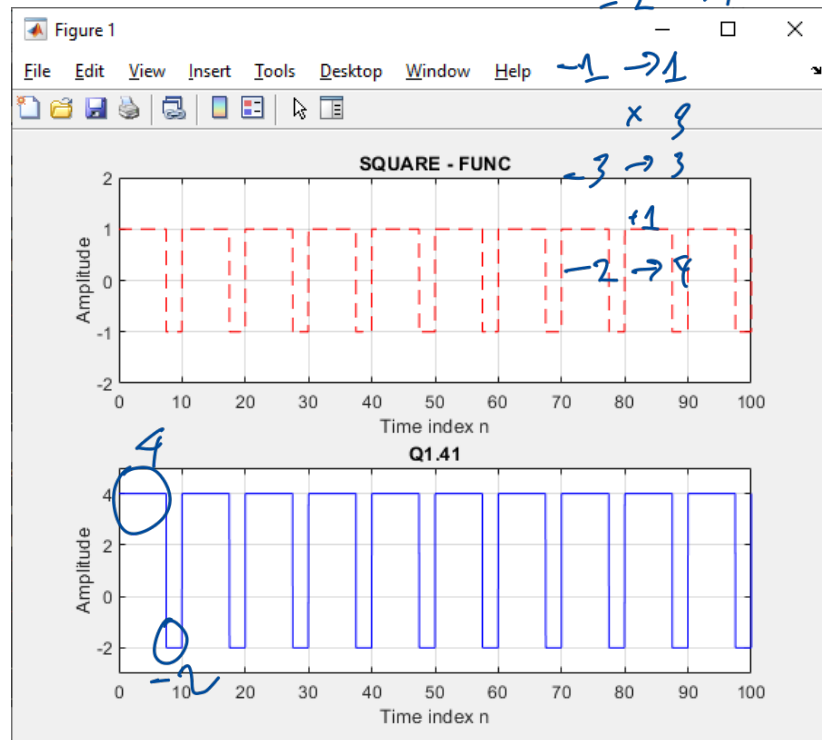 Figure 1
File Edit View Insert Tools Desktop Window Help
-1 → 1
x
SQUARE - FUNC
-3 → 3
+1
-2 →
2
1
0
-1
-2
Amplitude
0 10 20 30 40 50 60 70 80 90 100
Time index n
Q1.41
4
4
2
0
-2
Amplitude
-2
0 10 20 30 40 50 60 70 80 90 100
Time index n